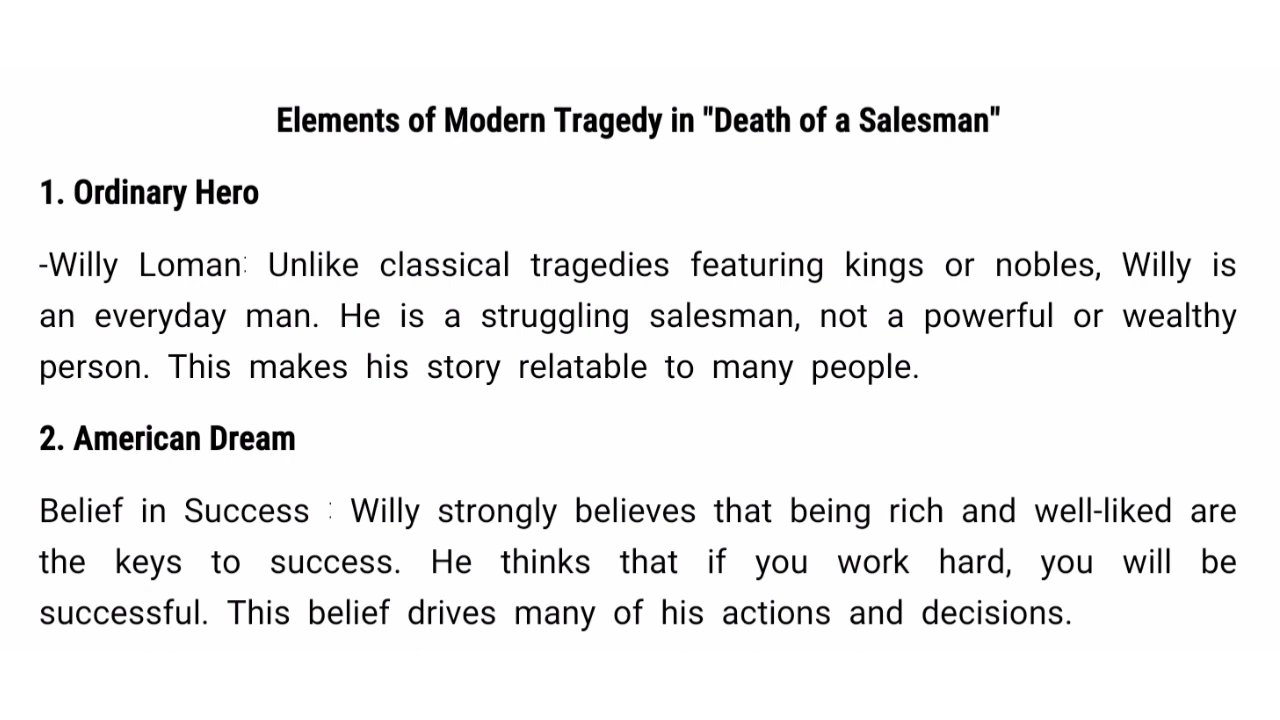 Elements of Modern Tragedy in "Death of a Salesman"
1. Ordinary Hero
-Willy Loman: Unlike classical tragedies featuring kings or nobles, Willy is
an everyday man. He is a struggling salesman, not a powerful or wealthy
person. This makes his story relatable to many people.
2. American Dream
Belief in Success : Willy strongly believes that being rich and well-liked are
the keys to success. He thinks that if you work hard, you will be
successful. This belief drives many of his actions and decisions.